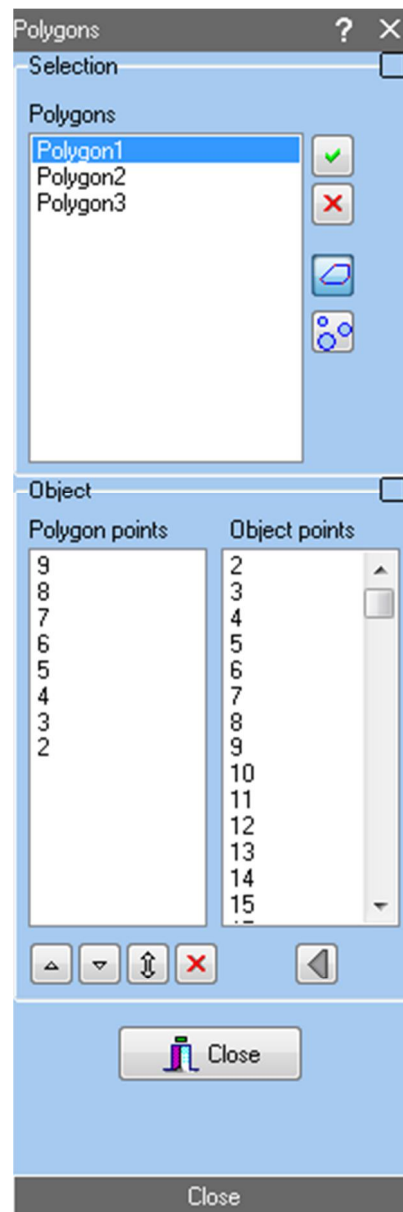 Polygons ?
Selection
Polygons
Polygon1
Polygon2
Polygon3
Object
Polygon points
Object points
9
8
7
6
5
4
3
2
2
3
4
5
6
7
8
9
10
11
12
13
14
15
Close
Close